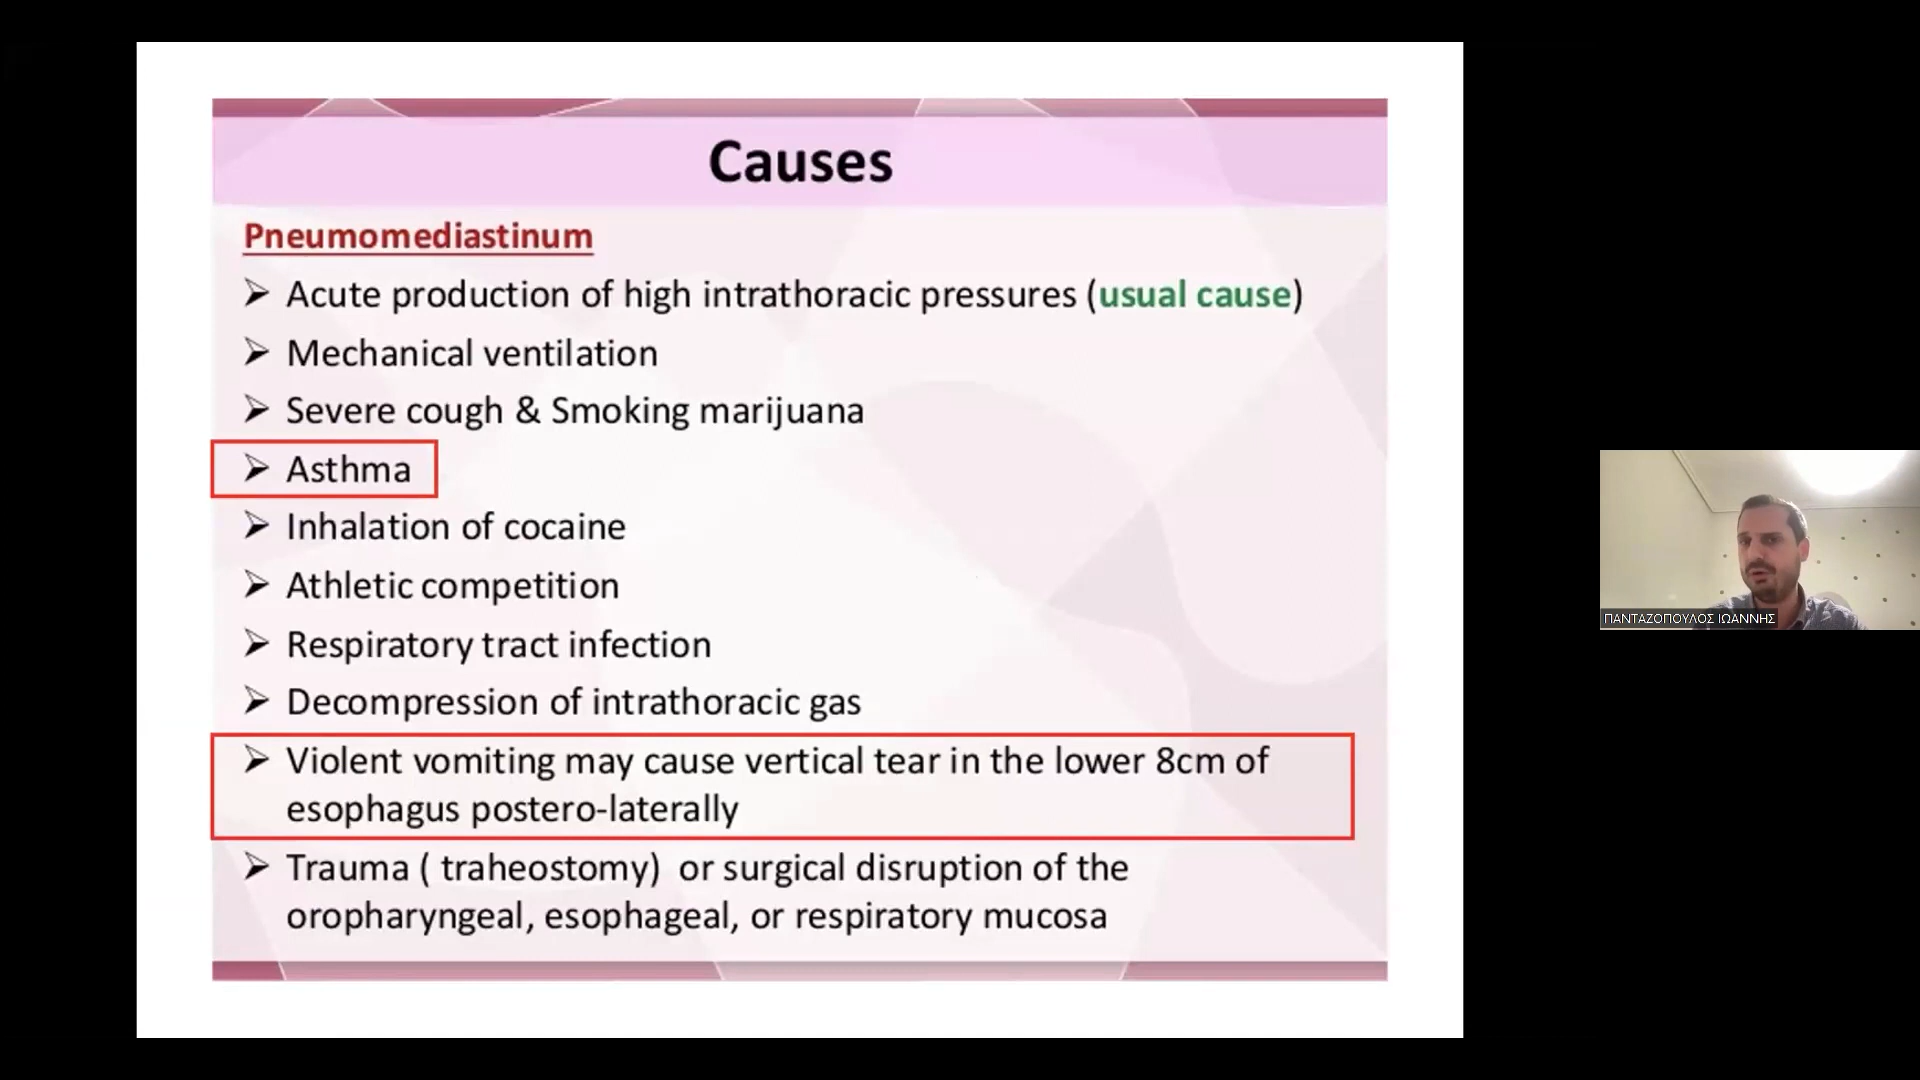 Causes
Pneumomediastinum
➢ Acute production of high intrathoracic pressures (usual cause)
➢ Mechanical ventilation
➢ Severe cough & Smoking marijuana
➢ Asthma
➢ Inhalation of cocaine
➢ Athletic competition
➢ Respiratory tract infection
➢ Decompression of intrathoracic gas
➢ Violent vomiting may cause vertical tear in the lower 8cm of
esophagus postero-laterally
➢ Trauma ( traheostomy) or surgical disruption of the
oropharyngeal, esophageal, or respiratory mucosa
ΠΑΝΤΑΖΟΠΟΥΛΟΣ ΙΩΑΝΝΗΣ